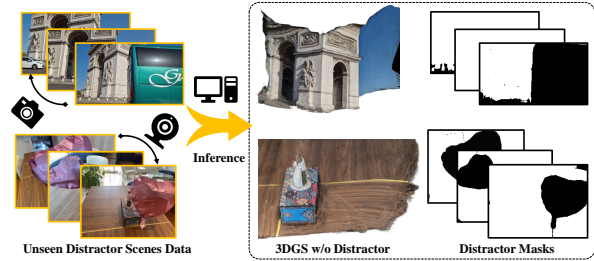 Inference
Unseen Distractor Scenes Data
3DGS w/o Distractor
Distractor Masks